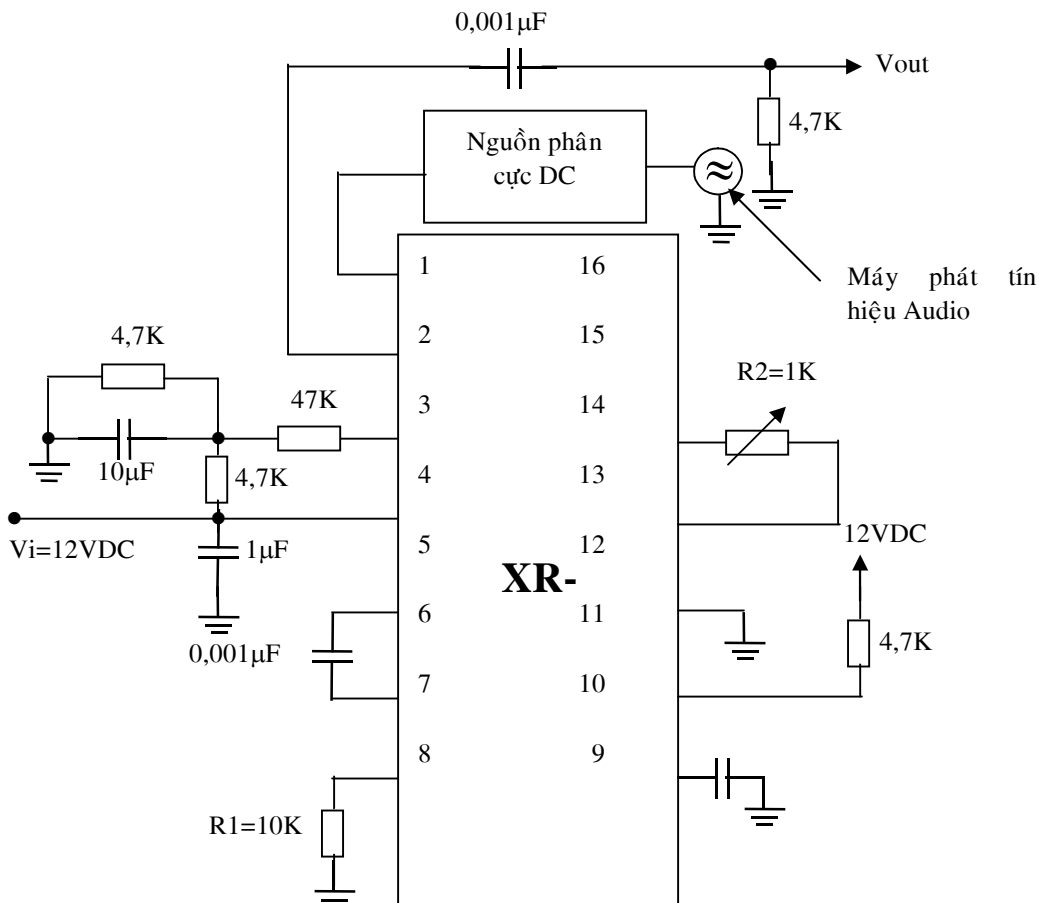 0,001µF
Vout
4,7K
Nguồn phân
cực DC
Máy phát tín
hiệu Audio
1
16
2
15
3
14
4
13
5
12
6
11
7
10
8
9
XR-
4,7K
47K
10µF
4,7K
Vi=12VDC
1µF
0,001µF
R1=10K
R2=1K
12VDC
4,7K